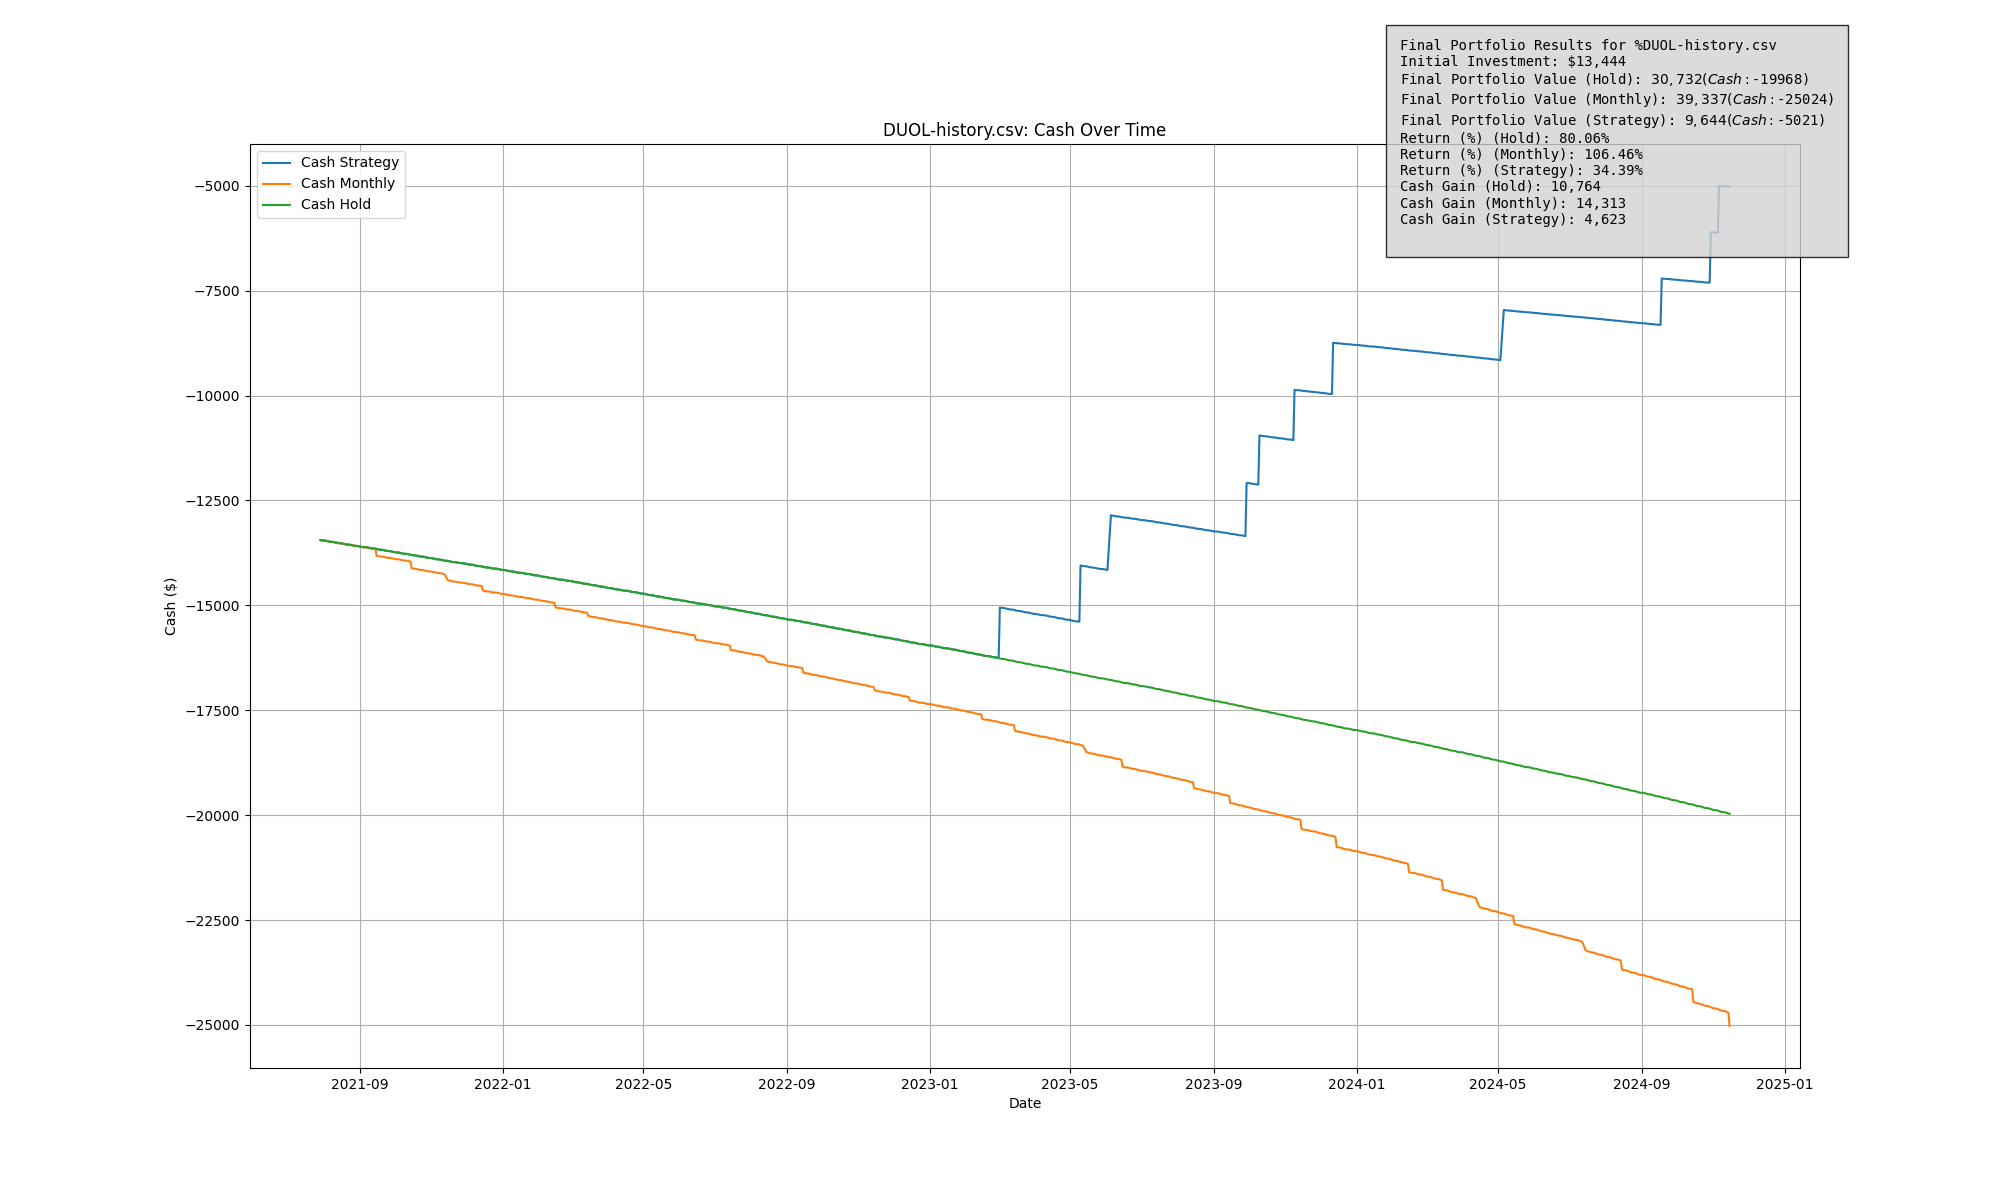 Final Portfolio Results for %DUOL-history.csv
Initial Investment: $13,444
Final Portfolio Value (Hold): 30,732(Cash:-19968)
Final Portfolio Value (Monthly): 39,337(Cash:-25024)
Final Portfolio Value (Strategy): 9,644(Cash:-5021)
Return (%) (Hold): 80.06%
Return (%) (Monthly): 106.46%
Return (%) (Strategy): 34.39%
Cash Gain (Hold): 10,764
Cash Gain (Monthly): 14,313
Cash Gain (Strategy): 4,623
DUOL-history.csv: Cash Over Time
Cash Strategy
Cash Monthly
Cash Hold
Cash ($)
−5000
−7500
−10000
−12500
−15000
−17500
−20000
−22500
−25000
2021-09 2022-01 2022-05 2022-09 2023-01 2023-05 2023-09 2024-01 2024-05 2024-09 2025-01
Date